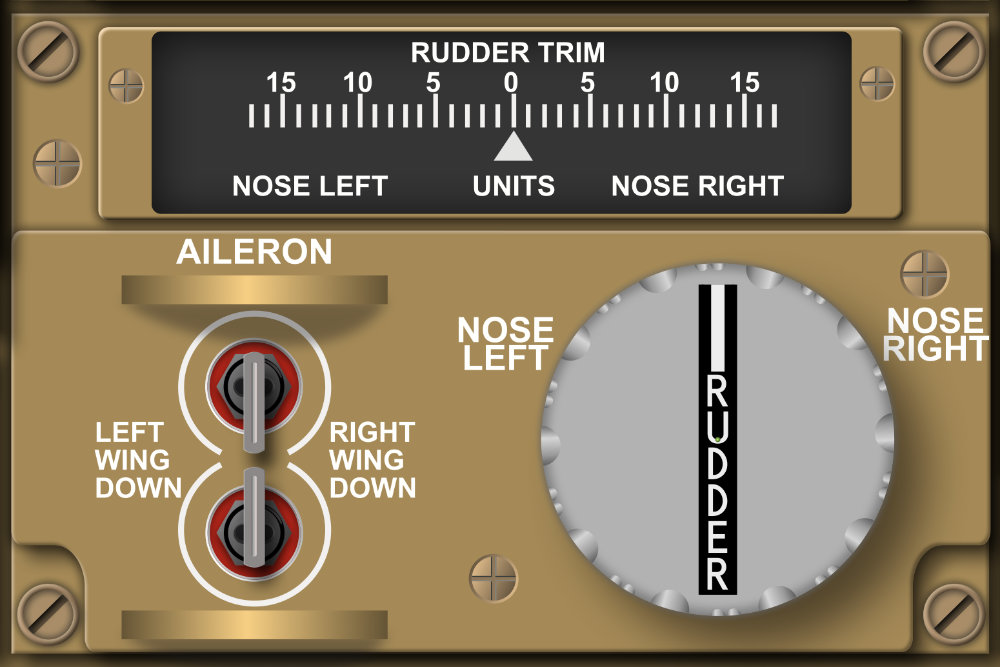 RUDDER TRIM
15 10 5 0 5 10 15
NOSE LEFT UNITS NOSE RIGHT
AILERON
NOSE
LEFT
NOSE
RIGHT
LEFT
WING
DOWN
RIGHT
WING
DOWN
RUDDER